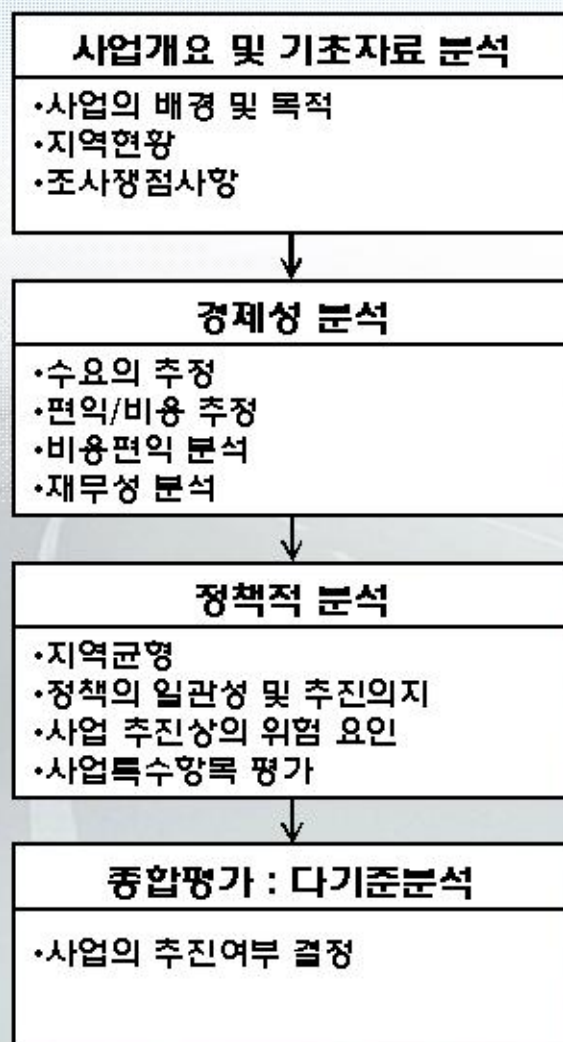 사업개요 및 기초자료 분석
·사업의 배경 및 목적
·지역현황
·조사쟁점사항
경제성 분석
·수요의 추정
·편익/비용 추정
·비용편익 분석
·재무성 분석
정책적 분석
·지역균형
·정책의 일관성 및 추진의지
·사업 추진상의 위험 요인
·사업특수항목 평가
종합평가 : 다기준분석
·사업의 추진여부 결정